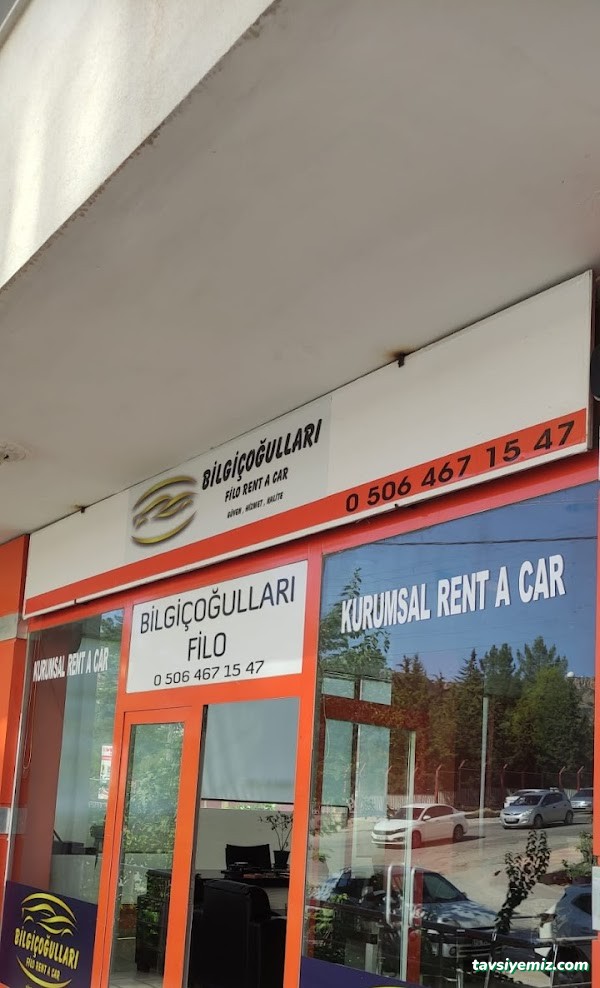 BİLGİÇOĞULLARI
FİLO RENT A CAR
GÜVEN . HİZMET . KALİTE
0 506 467 15 47
BİLGİÇOĞULLARI
FİLO
0 506 467 15 47
KURUMSAL RENT A CAR
KURUMSAL RENT A CAR
BİLGİÇOĞULLARI
FİLO RENT A CAR
tavsiyemiz.com